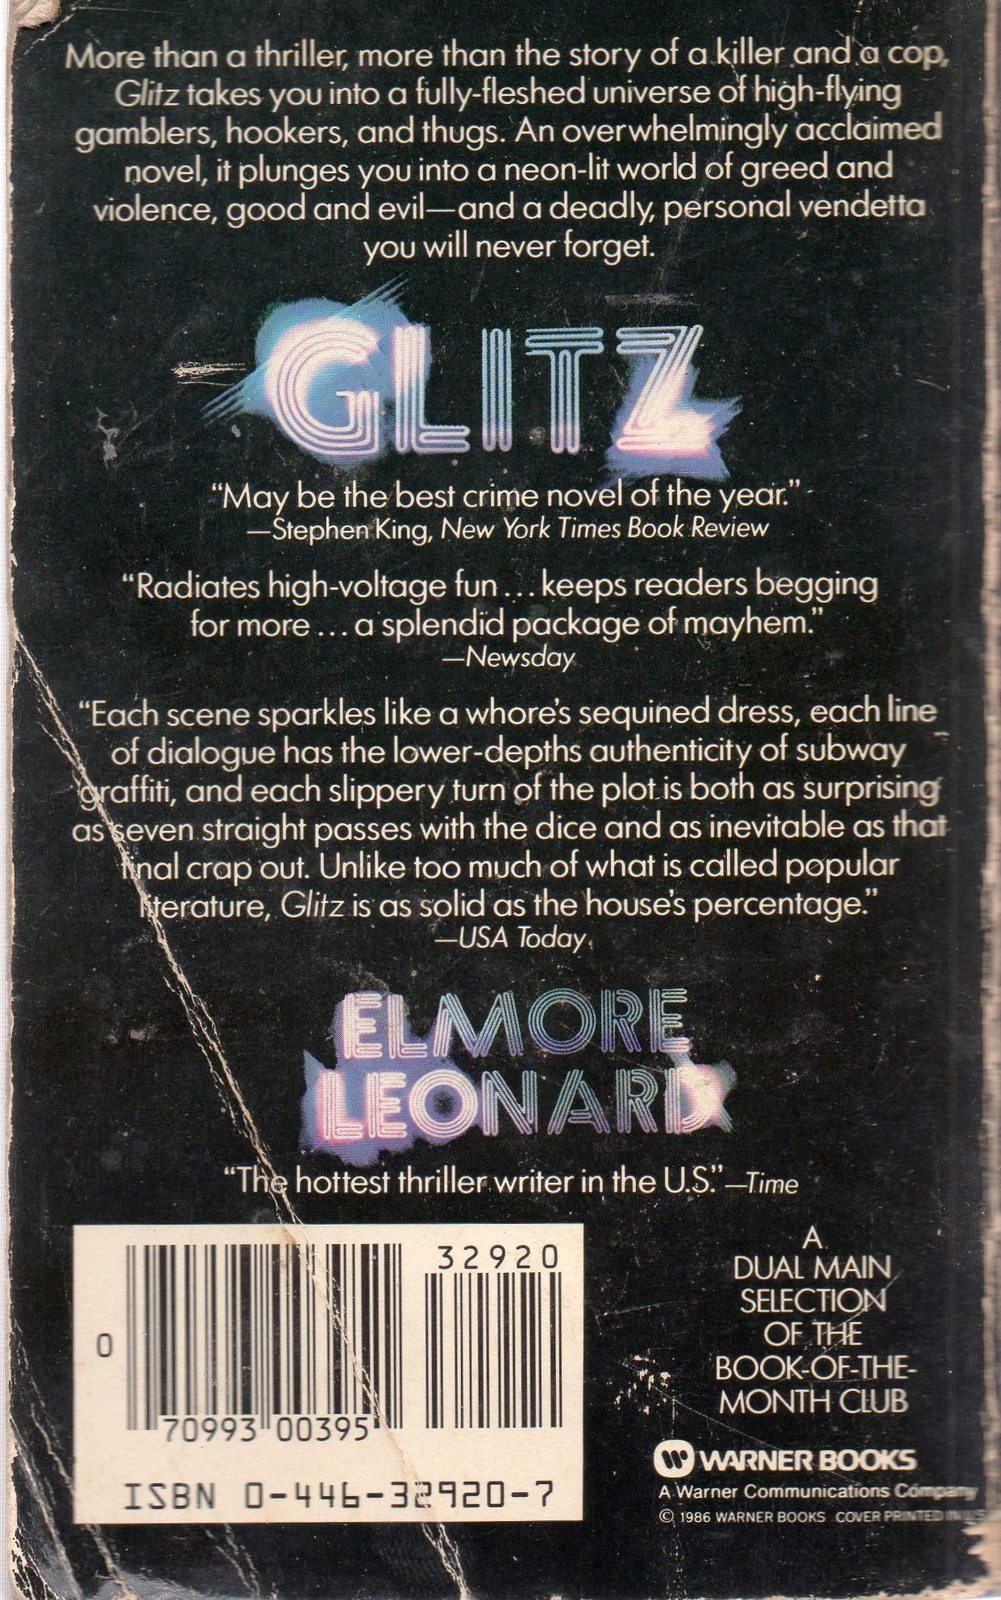 More than a thriller, more than the story of a killer and a cop,
Glitz takes you into a fully-fleshed universe of high-flying
gamblers, hookers, and thugs. An overwhelmingly acclaimed
novel, it plunges you into a neon-lit world of greed and
violence, good and evil—and a deadly, personal vendetta
you will never forget.
GLITZ
“May be the best crime novel of the year.”
—Stephen King, New York Times Book Review
“Radiates high-voltage fun...keeps readers begging
for more...a splendid package of mayhem.”
—Newsday
“Each scene sparkles like a whore's sequined dress, each line
of dialogue has the lower-depths authenticity of subway
graffiti, and each slippery turn of the plot is both as surprising
as seven straight passes with the dice and as inevitable as that
final crap out. Unlike too much of what is called popular
literature, Glitz is as solid as the house's percentage.”
—USA Today
ELMORE
LEONARD
“The hottest thriller writer in the U.S.”—Time
32920
0
70993 00395
ISBN 0-446-32920-7
A
DUAL MAIN
SELECTION
OF THE
BOOK-OF-THE-
MONTH CLUB
WARNER BOOKS
A Warner Communications Company
© 1986 WARNER BOOKS COVER PRINTED IN